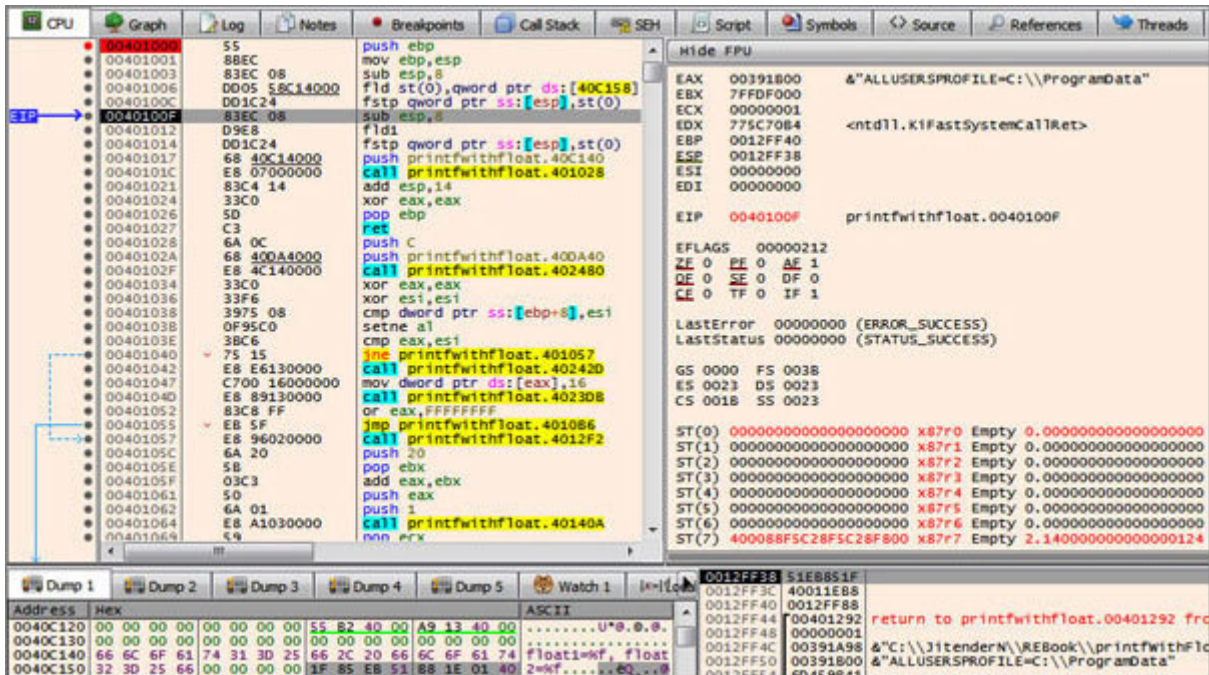 CPU Graph Log Notes Breakpoints Call Stack SEH Script Symbols Source References Threads
00401000 55 push ebp
00401001 8BEC mov ebp,esp
00401003 83EC 08 sub esp,8
00401006 DD05 58C14000 fld st(0),qword ptr ds:[40C158]
0040100C DD1C24 fstp qword ptr ss:[esp],st(0)
EIP 0040100F 83EC 08 sub esp,8
00401012 D9E8 fld1
00401014 DD1C24 fstp qword ptr ss:[esp],st(0)
00401017 68 40C14000 push printfwithfloat.40C140
0040101C E8 07000000 call printfwithfloat.401028
00401021 83C4 14 add esp,14
00401024 33C0 xor eax,eax
00401026 5D pop ebp
00401027 C3 ret
00401028 6A 0C push C
0040102A 68 40DA4000 push printfwithfloat.40DA40
0040102F E8 4C140000 call printfwithfloat.402480
00401034 33C0 xor eax,eax
00401036 33F6 xor esi,esi
00401038 3975 08 cmp dword ptr ss:[ebp+8],esi
0040103B 0F95C0 setne al
0040103E 3BC6 cmp eax,esi
00401040 75 15 jne printfwithfloat.401057
00401042 E8 E6130000 call printfwithfloat.40242D
00401047 C700 16000000 mov dword ptr ds:[eax],16
0040104D E8 89130000 call printfwithfloat.4023DB
00401052 83C8 FF or eax,FFFFFFFF
00401055 EB 5F jmp printfwithfloat.4010B6
00401057 E8 96020000 call printfwithfloat.4012F2
0040105C 6A 20 push 20
0040105E 5B pop ebx
0040105F 03C3 add eax,ebx
00401061 50 push eax
00401062 6A 01 push 1
00401064 E8 A1030000 call printfwithfloat.40140A
00401069 59 pop ecx
Hide FPU
EAX 00391800 &"ALLUSERSPROFILE=C:\\ProgramData"
EBX 7FFDF000
ECX 00000001
EDX 775C70B4 <ntdll.KiFastSystemCallRet>
EBP 0012FF40
ESP 0012FF38
ESI 00000000
EDI 00000000
EIP 0040100F printfwithfloat.0040100F
EFLAGS 00000212
ZF 0 PF 0 AF 1
OF 0 SF 0 DF 0
CF 0 TF 0 IF 1
LastError 00000000 (ERROR_SUCCESS)
LastStatus 00000000 (STATUS_SUCCESS)
GS 0000 FS 003B
ES 0023 DS 0023
CS 001B SS 0023
ST(0) 00000000000000000000 x87r0 Empty 0.000000000000000000
ST(1) 00000000000000000000 x87r1 Empty 0.000000000000000000
ST(2) 00000000000000000000 x87r2 Empty 0.000000000000000000
ST(3) 00000000000000000000 x87r3 Empty 0.000000000000000000
ST(4) 00000000000000000000 x87r4 Empty 0.000000000000000000
ST(5) 00000000000000000000 x87r5 Empty 0.000000000000000000
ST(6) 00000000000000000000 x87r6 Empty 0.000000000000000000
ST(7) 400088F5C28F5C28F800 x87r7 Empty 2.140000000000000124
Dump 1 Dump 2 Dump 3 Dump 4 Dump 5 Watch 1
Address Hex ASCII
0040C120 00 00 00 00 00 00 00 00 55 B2 40 00 A9 13 40 00 ........U²@.©.@.
0040C130 00 00 00 00 00 00 00 00 00 00 00 00 00 00 00 00 ................
0040C140 66 6C 6F 61 74 31 3D 25 66 2C 20 66 6C 6F 61 74 float1=%f, float
0040C150 32 3D 25 66 00 00 00 00 1F 85 EB 51 B8 1E 01 40 2=%f.....ëQ¸..@
0012FF38 51EB851F
0012FF3C 40011EB8
0012FF40 0012FF88
0012FF44 00401292 return to printfwithfloat.00401292 fro
0012FF48 00000001
0012FF4C 00391A98 &"C:\\JitenderN\\REBook\\printfWithFlo
0012FF50 00391800 &"ALLUSERSPROFILE=C:\\ProgramData"